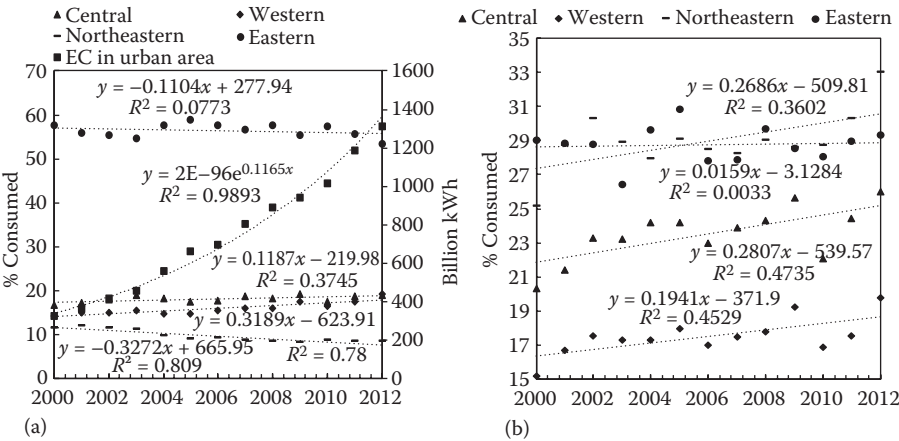 Central
Western
Northeastern
Eastern
EC in urban area
70
60
50
40
30
20
10
0
% Consumed
1600
1400
1200
1000
800
600
400
200
0
Billion kWh
y = −0.1104x + 277.94
R² = 0.0773
y = 2E−96e^0.1165x
R² = 0.9893
y = 0.1187x − 219.98
R² = 0.3745
y = 0.3189x − 623.91
R² = 0.78
y = −0.3272x + 665.95
R² = 0.809
2000 2002 2004 2006 2008 2010 2012
(a)
Central Western Northeastern Eastern
35
33
31
29
27
25
23
21
19
17
15
% Consumed
y = 0.2686x − 509.81
R² = 0.3602
y = 0.0159x − 3.1284
R² = 0.0033
y = 0.2807x − 539.57
R² = 0.4735
y = 0.1941x − 371.9
R² = 0.4529
2000 2002 2004 2006 2008 2010 2012
(b)